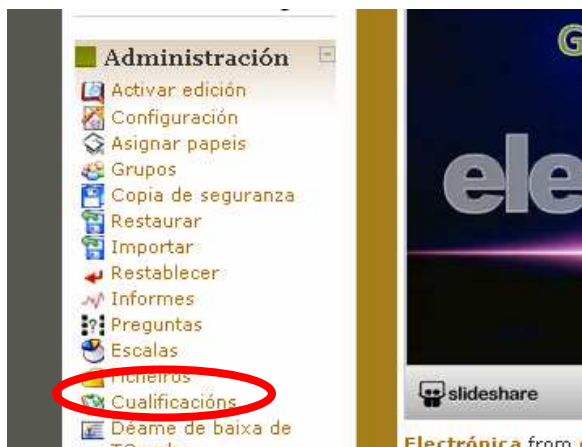 Administración
Activar edición
Configuración
Asignar papeis
Grupos
Copia de seguranza
Restaurar
Importar
Restablecer
Informes
Preguntas
Escalas
Ficheiros
Cualificacións
Déame de baixa de
G
ele
slideshare
Electrónica from